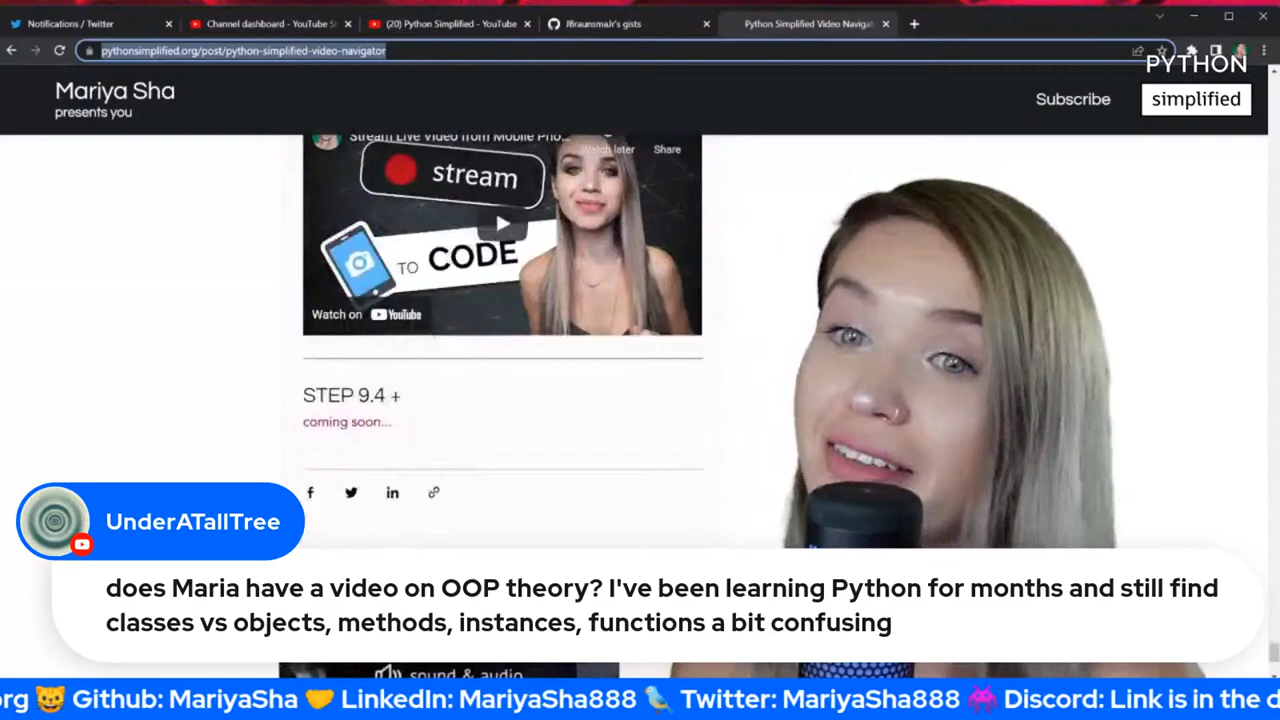 Notifications / Twitter
Channel dashboard - YouTube S
(20) Python Simplified - YouTube
JBraunsmaJr's gists
Python Simplified Video Navigat
pythonsimplified.org/post/python-simplified-video-navigator
Mariya Sha
presents you
Subscribe
PYTHON
simplified
Stream Live Video from Mobile Pho...
Watch later
Share
stream
TO CODE
Watch on YouTube
STEP 9.4 +
coming soon...
UnderATallTree
does Maria have a video on OOP theory? I've been learning Python for months and still find
classes vs objects, methods, instances, functions a bit confusing
sound & audio
org 😺 Github: MariyaSha 🤝 LinkedIn: MariyaSha888 🐦 Twitter: MariyaSha888 👾 Discord: Link is in the d